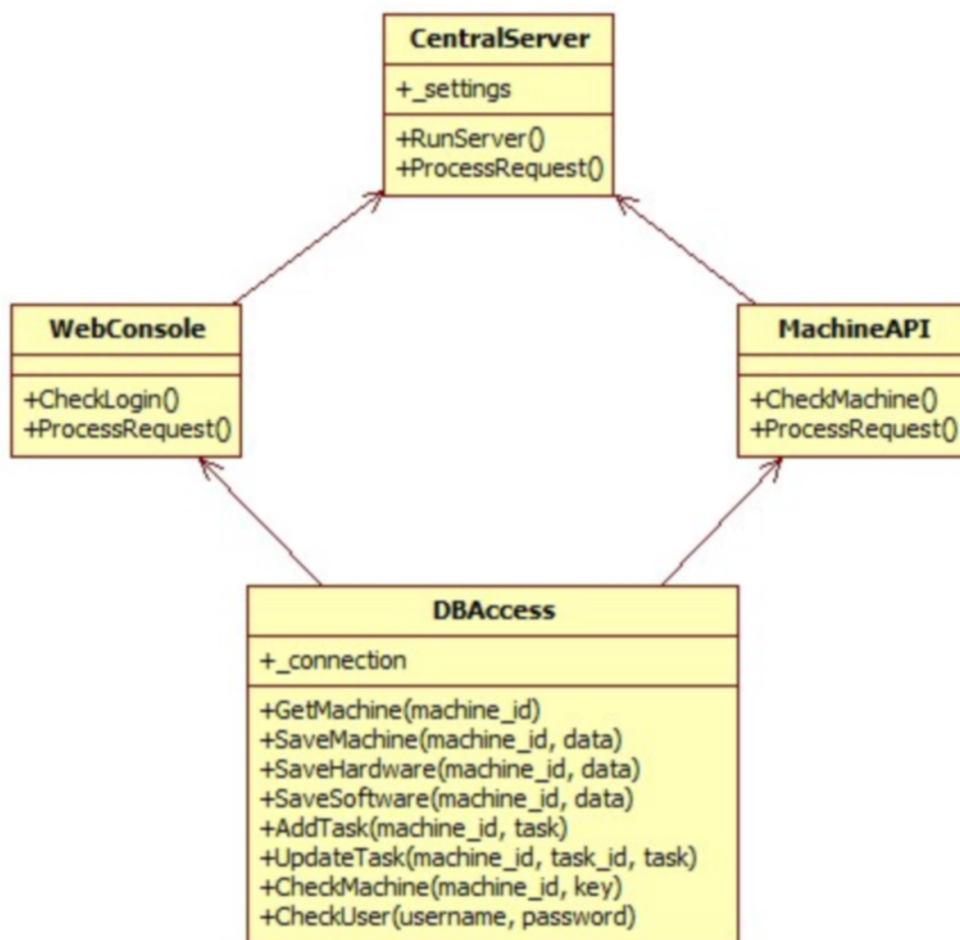 CentralServer
+_settings
+RunServer()
+ProcessRequest()
WebConsole
+CheckLogin()
+ProcessRequest()
MachineAPI
+CheckMachine()
+ProcessRequest()
DBAccess
+_connection
+GetMachine(machine_id)
+SaveMachine(machine_id, data)
+SaveHardware(machine_id, data)
+SaveSoftware(machine_id, data)
+AddTask(machine_id, task)
+UpdateTask(machine_id, task_id, task)
+CheckMachine(machine_id, key)
+CheckUser(username, password)